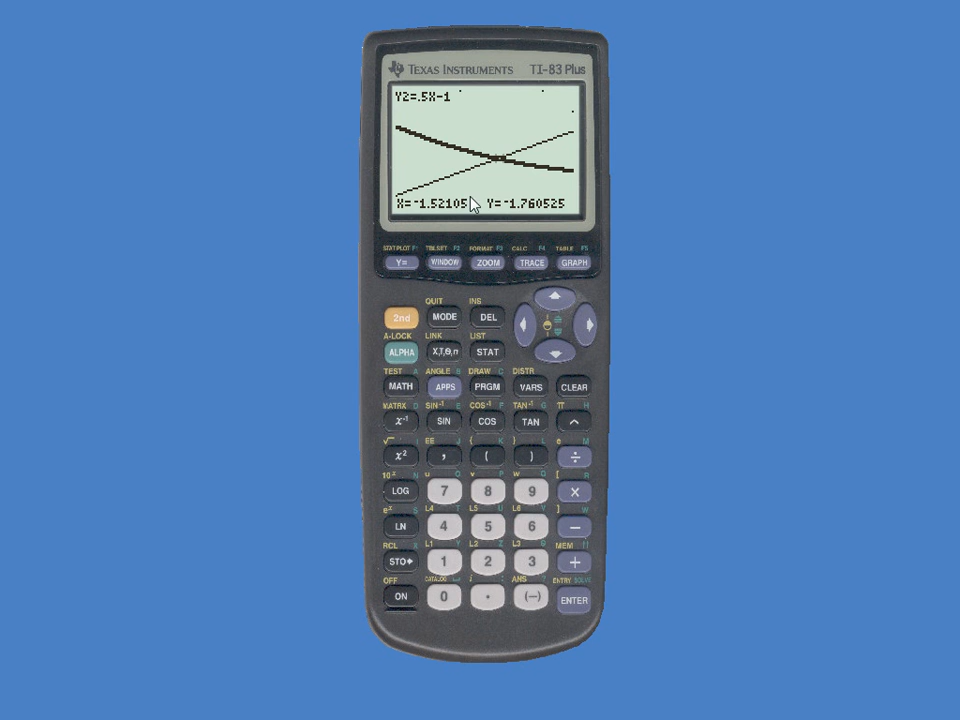 TEXAS INSTRUMENTS TI-83 Plus
Y2=.5X-1
X=-1.52105 Y=-1.760525
STAT PLOT F1 TBLSET F2 FORMAT F3 CALC F4 TABLE F5
Y= WINDOW ZOOM TRACE GRAPH
QUIT INS
2nd MODE DEL
A-LOCK LINK LIST
ALPHA X,T,Θ,n STAT
TEST A ANGLE B DRAW C DISTR
MATH APPS PRGM VARS CLEAR
MATRX D SIN-1 E COS-1 F TAN-1 G π H
x-1 SIN COS TAN ^
√ I EE J { K } L e M
x2 , ( ) ÷
10x N u O v P w Q [ R
LOG 7 8 9 ×
ex S L4 T L5 U L6 V ] W
LN 4 5 6 −
RCL X L1 Y L2 Z L3 θ MEM "
STO 1 2 3 +
OFF CATALOG i : ANS ? ENTRY SOLVE
ON 0 . (−) ENTER